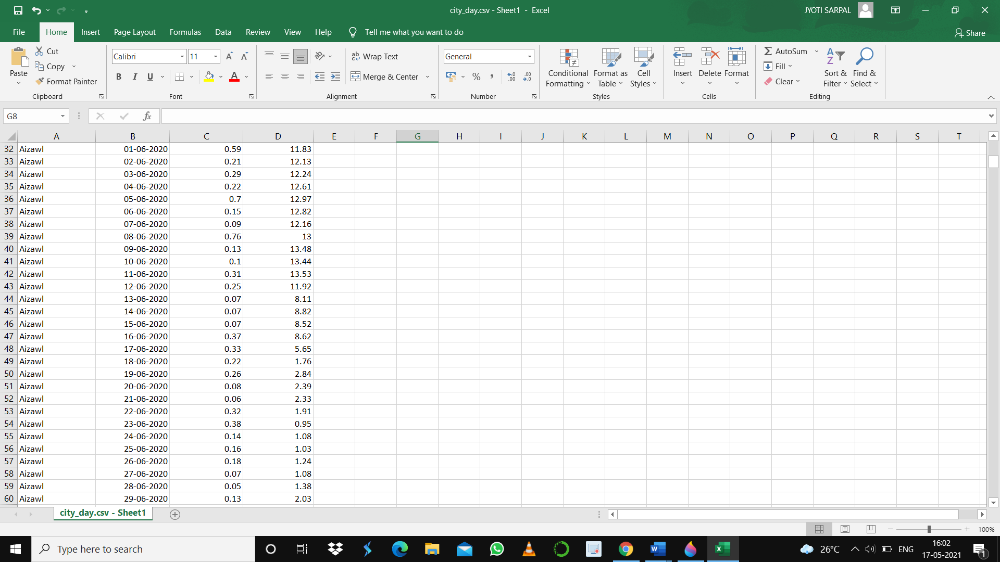 city_day.csv - Sheet1 - Excel
JYOTI SARPAL
File Home Insert Page Layout Formulas Data Review View Help Tell me what you want to do Share
Paste
Cut
Copy
Format Painter
Clipboard
Calibri 11
B I U
Font
Wrap Text
Merge & Center
Alignment
General
Number
Conditional Formatting
Format as Table
Cell Styles
Styles
Insert Delete Format
Cells
AutoSum
Fill
Clear
Sort & Filter
Find & Select
Editing
G8
fx
A B C D E F G H I J K L M N O P Q R S T
32 Aizawl 01-06-2020 0.59 11.83
33 Aizawl 02-06-2020 0.21 12.13
34 Aizawl 03-06-2020 0.29 12.24
35 Aizawl 04-06-2020 0.22 12.61
36 Aizawl 05-06-2020 0.7 12.97
37 Aizawl 06-06-2020 0.15 12.82
38 Aizawl 07-06-2020 0.09 12.16
39 Aizawl 08-06-2020 0.76 13
40 Aizawl 09-06-2020 0.13 13.48
41 Aizawl 10-06-2020 0.1 13.44
42 Aizawl 11-06-2020 0.31 13.53
43 Aizawl 12-06-2020 0.25 11.92
44 Aizawl 13-06-2020 0.07 8.11
45 Aizawl 14-06-2020 0.07 8.82
46 Aizawl 15-06-2020 0.07 8.52
47 Aizawl 16-06-2020 0.37 8.62
48 Aizawl 17-06-2020 0.33 5.65
49 Aizawl 18-06-2020 0.22 1.76
50 Aizawl 19-06-2020 0.26 2.84
51 Aizawl 20-06-2020 0.08 2.39
52 Aizawl 21-06-2020 0.06 2.33
53 Aizawl 22-06-2020 0.32 1.91
54 Aizawl 23-06-2020 0.38 0.95
55 Aizawl 24-06-2020 0.14 1.08
56 Aizawl 25-06-2020 0.16 1.03
57 Aizawl 26-06-2020 0.18 1.24
58 Aizawl 27-06-2020 0.07 1.08
59 Aizawl 28-06-2020 0.05 1.38
60 Aizawl 29-06-2020 0.13 2.03
city_day.csv - Sheet1
100%
Type here to search
26°C
ENG
16:02
17-05-2021
1